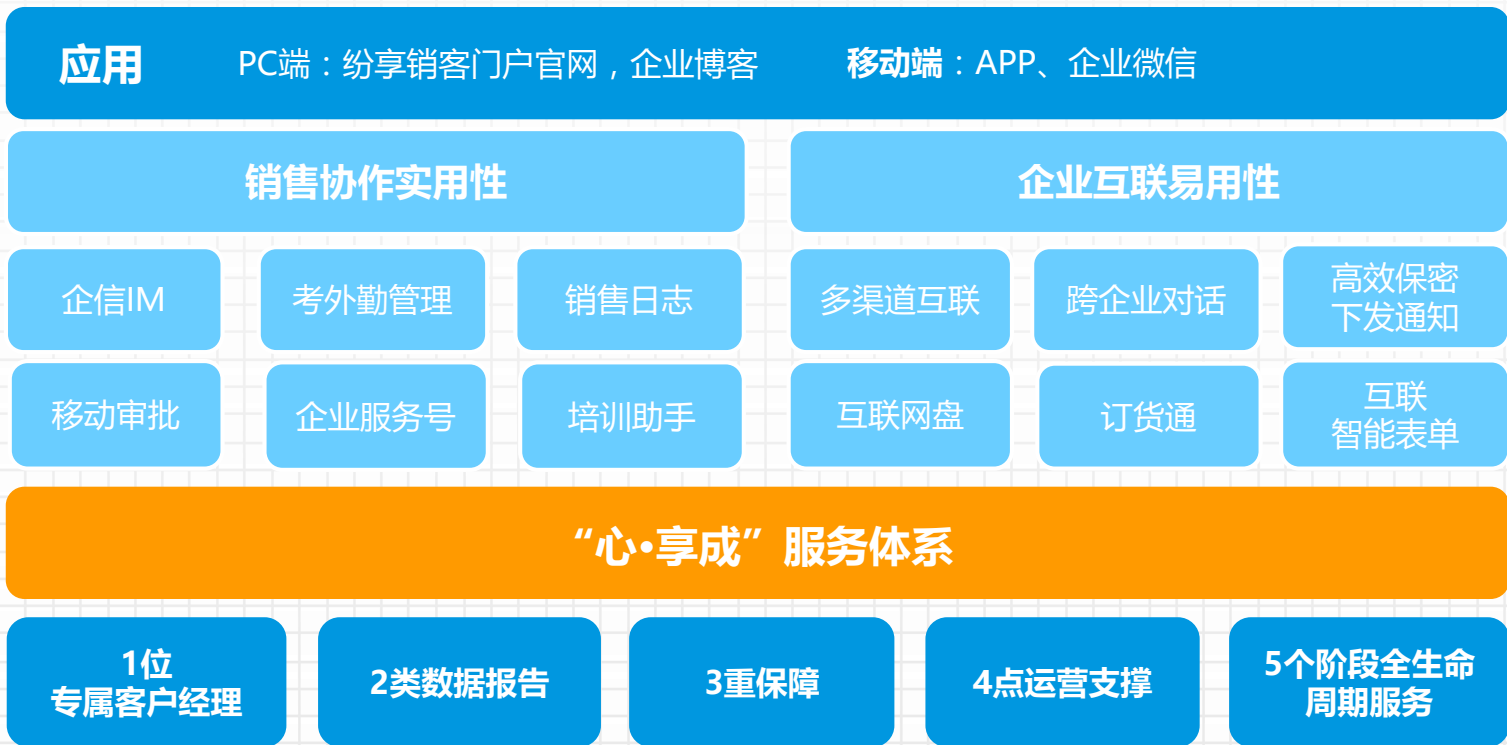 应用 PC端：纷享销客门户官网，企业博客 移动端：APP、企业微信
销售协作实用性
企业互联易用性
企信IM
考外勤管理
销售日志
多渠道互联
跨企业对话
高效保密
下发通知
移动审批
企业服务号
培训助手
互联网盘
订货通
互联
智能表单
“心·享成”服务体系
1位
专属客户经理
2类数据报告
3重保障
4点运营支撑
5个阶段全生命
周期服务